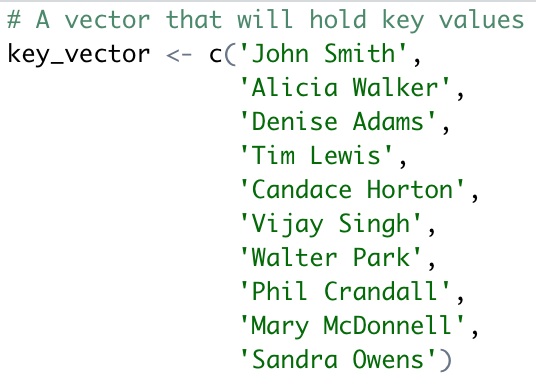 # A vector that will hold key values
key_vector <- c('John Smith',
'Alicia Walker',
'Denise Adams',
'Tim Lewis',
'Candace Horton',
'Vijay Singh',
'Walter Park',
'Phil Crandall',
'Mary McDonnell',
'Sandra Owens')